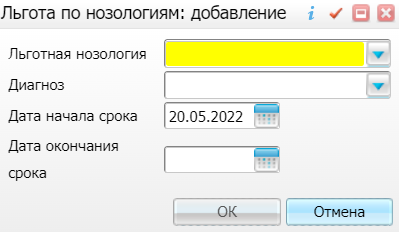 Льгота по нозологиям: добавление
Льготная нозология
Диагноз
Дата начала срока 20.05.2022
Дата окончания
срока
ОК Отмена